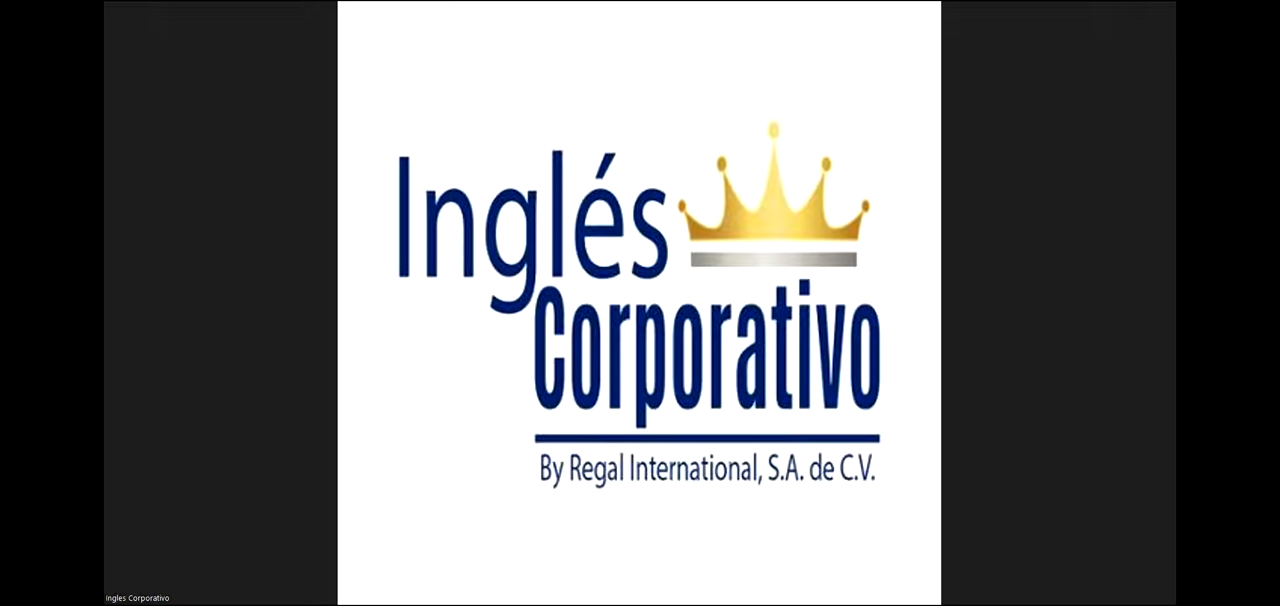 Inglés
Corporativo
By Regal International, S.A. de C.V.
Ingles Corporativo